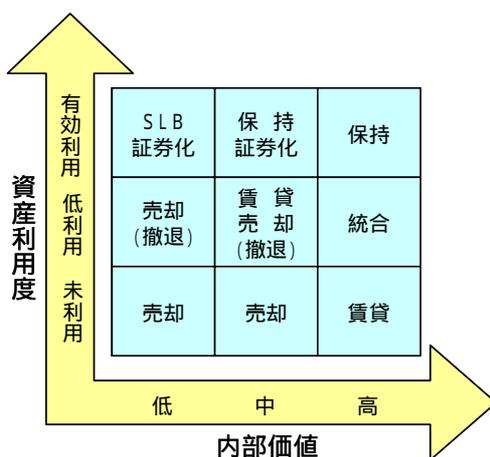 資産利用度
有効利用
低利用
未利用
SLB
証券化
保 持
証券化
保持
売却
(撤退)
賃 貸
売 却
(撤退)
統合
売却
売却
賃貸
低 中 高
内部価値